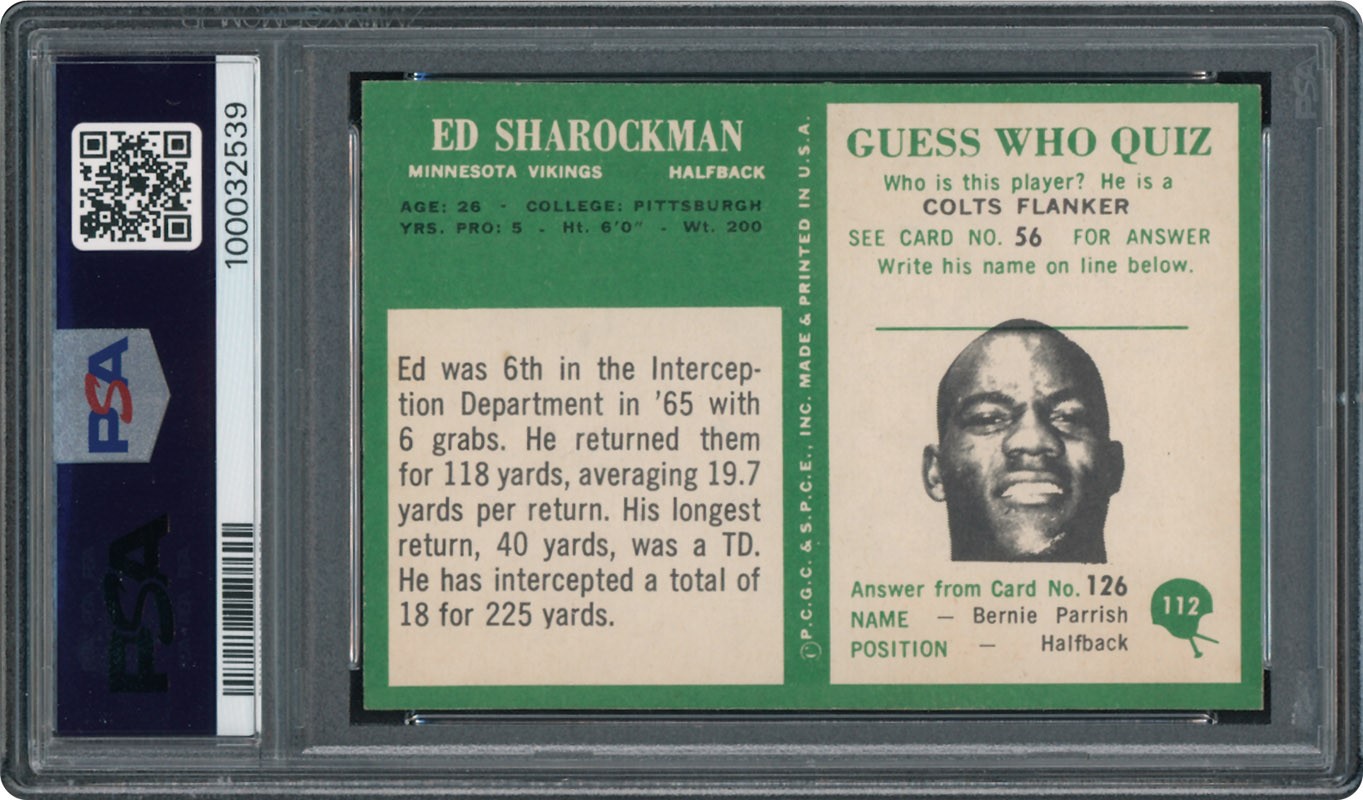 PSA
100032539
PSA
ED SHAROCKMAN
MINNESOTA VIKINGS HALFBACK
AGE: 26 - COLLEGE: PITTSBURGH
YRS. PRO: 5 - Ht. 6'0" - Wt. 200
Ed was 6th in the Intercep-
tion Department in '65 with
6 grabs. He returned them
for 118 yards, averaging 19.7
yards per return. His longest
return, 40 yards, was a TD.
He has intercepted a total of
18 for 225 yards.
©P.C.G.C. & S.P.C.E., INC. MADE & PRINTED IN U.S.A.
GUESS WHO QUIZ
Who is this player? He is a
COLTS FLANKER
SEE CARD NO. 56 FOR ANSWER
Write his name on line below.
Answer from Card No. 126
NAME — Bernie Parrish
POSITION — Halfback
112
PSA